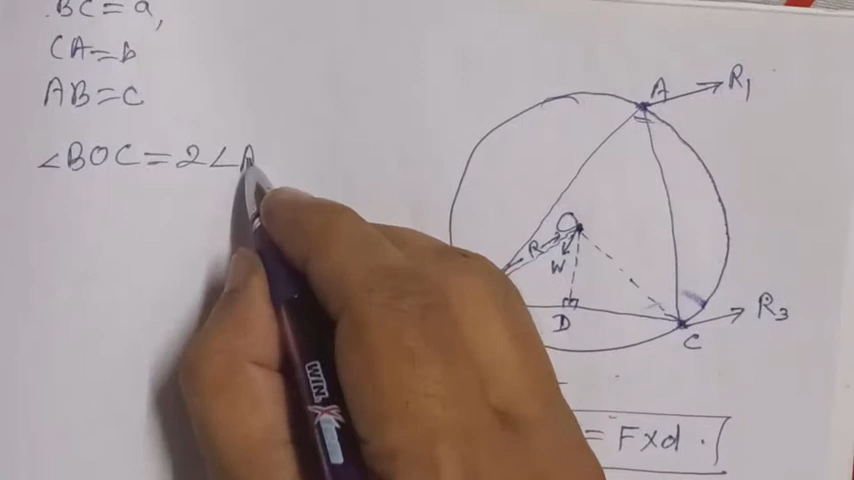 BC=a,
CA=b
AB=C
∠BOC=2∠A
A
R1
O
R
W
D
C
R3
= F×d.
WIN